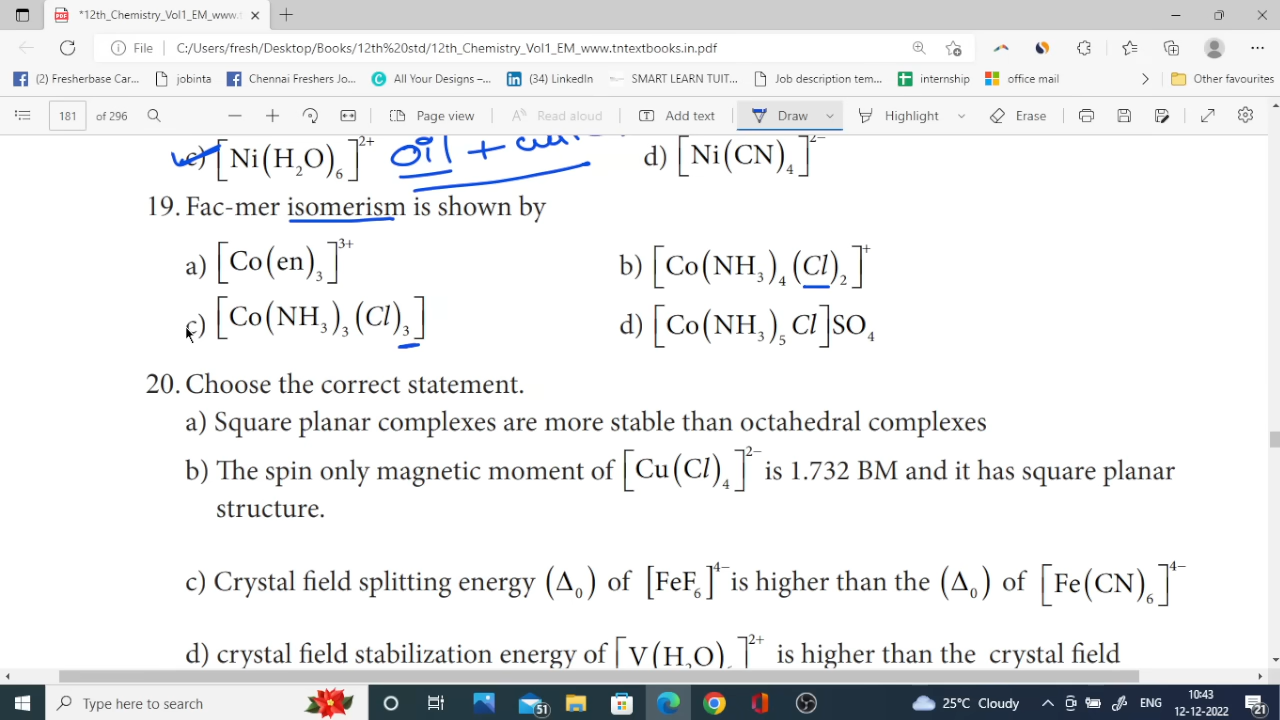 *12th_Chemistry_Vol1_EM_www.t
File
C:/Users/fresh/Desktop/Books/12th%20std/12th_Chemistry_Vol1_EM_www.tntextbooks.in.pdf
(2) Fresherbase Car...
jobinta
Chennai Freshers Jo...
All Your Designs –...
(34) LinkedIn
SMART LEARN TUIT...
Job description tem...
internship
office mail
Other favourites
181 of 296
Page view
Read aloud
Add text
Draw
Highlight
Erase
c) [Ni(H₂O)₆]²⁺ oil +
d) [Ni(CN)₄]²⁻
19. Fac-mer isomerism is shown by
a) [Co(en)₃]³⁺
b) [Co(NH₃)₄(Cl)₂]⁺
c) [Co(NH₃)₃(Cl)₃]
d) [Co(NH₃)₅Cl]SO₄
20. Choose the correct statement.
a) Square planar complexes are more stable than octahedral complexes
b) The spin only magnetic moment of [Cu(Cl)₄]²⁻ is 1.732 BM and it has square planar
structure.
c) Crystal field splitting energy (Δ₀) of [FeF₆]⁴⁻ is higher than the (Δ₀) of [Fe(CN)₆]⁴⁻
d) crystal field stabilization energy of [V(H₂O)₆]²⁺ is higher than the crystal field
Type here to search
51
25°C Cloudy
ENG
10:43
12-12-2022
21